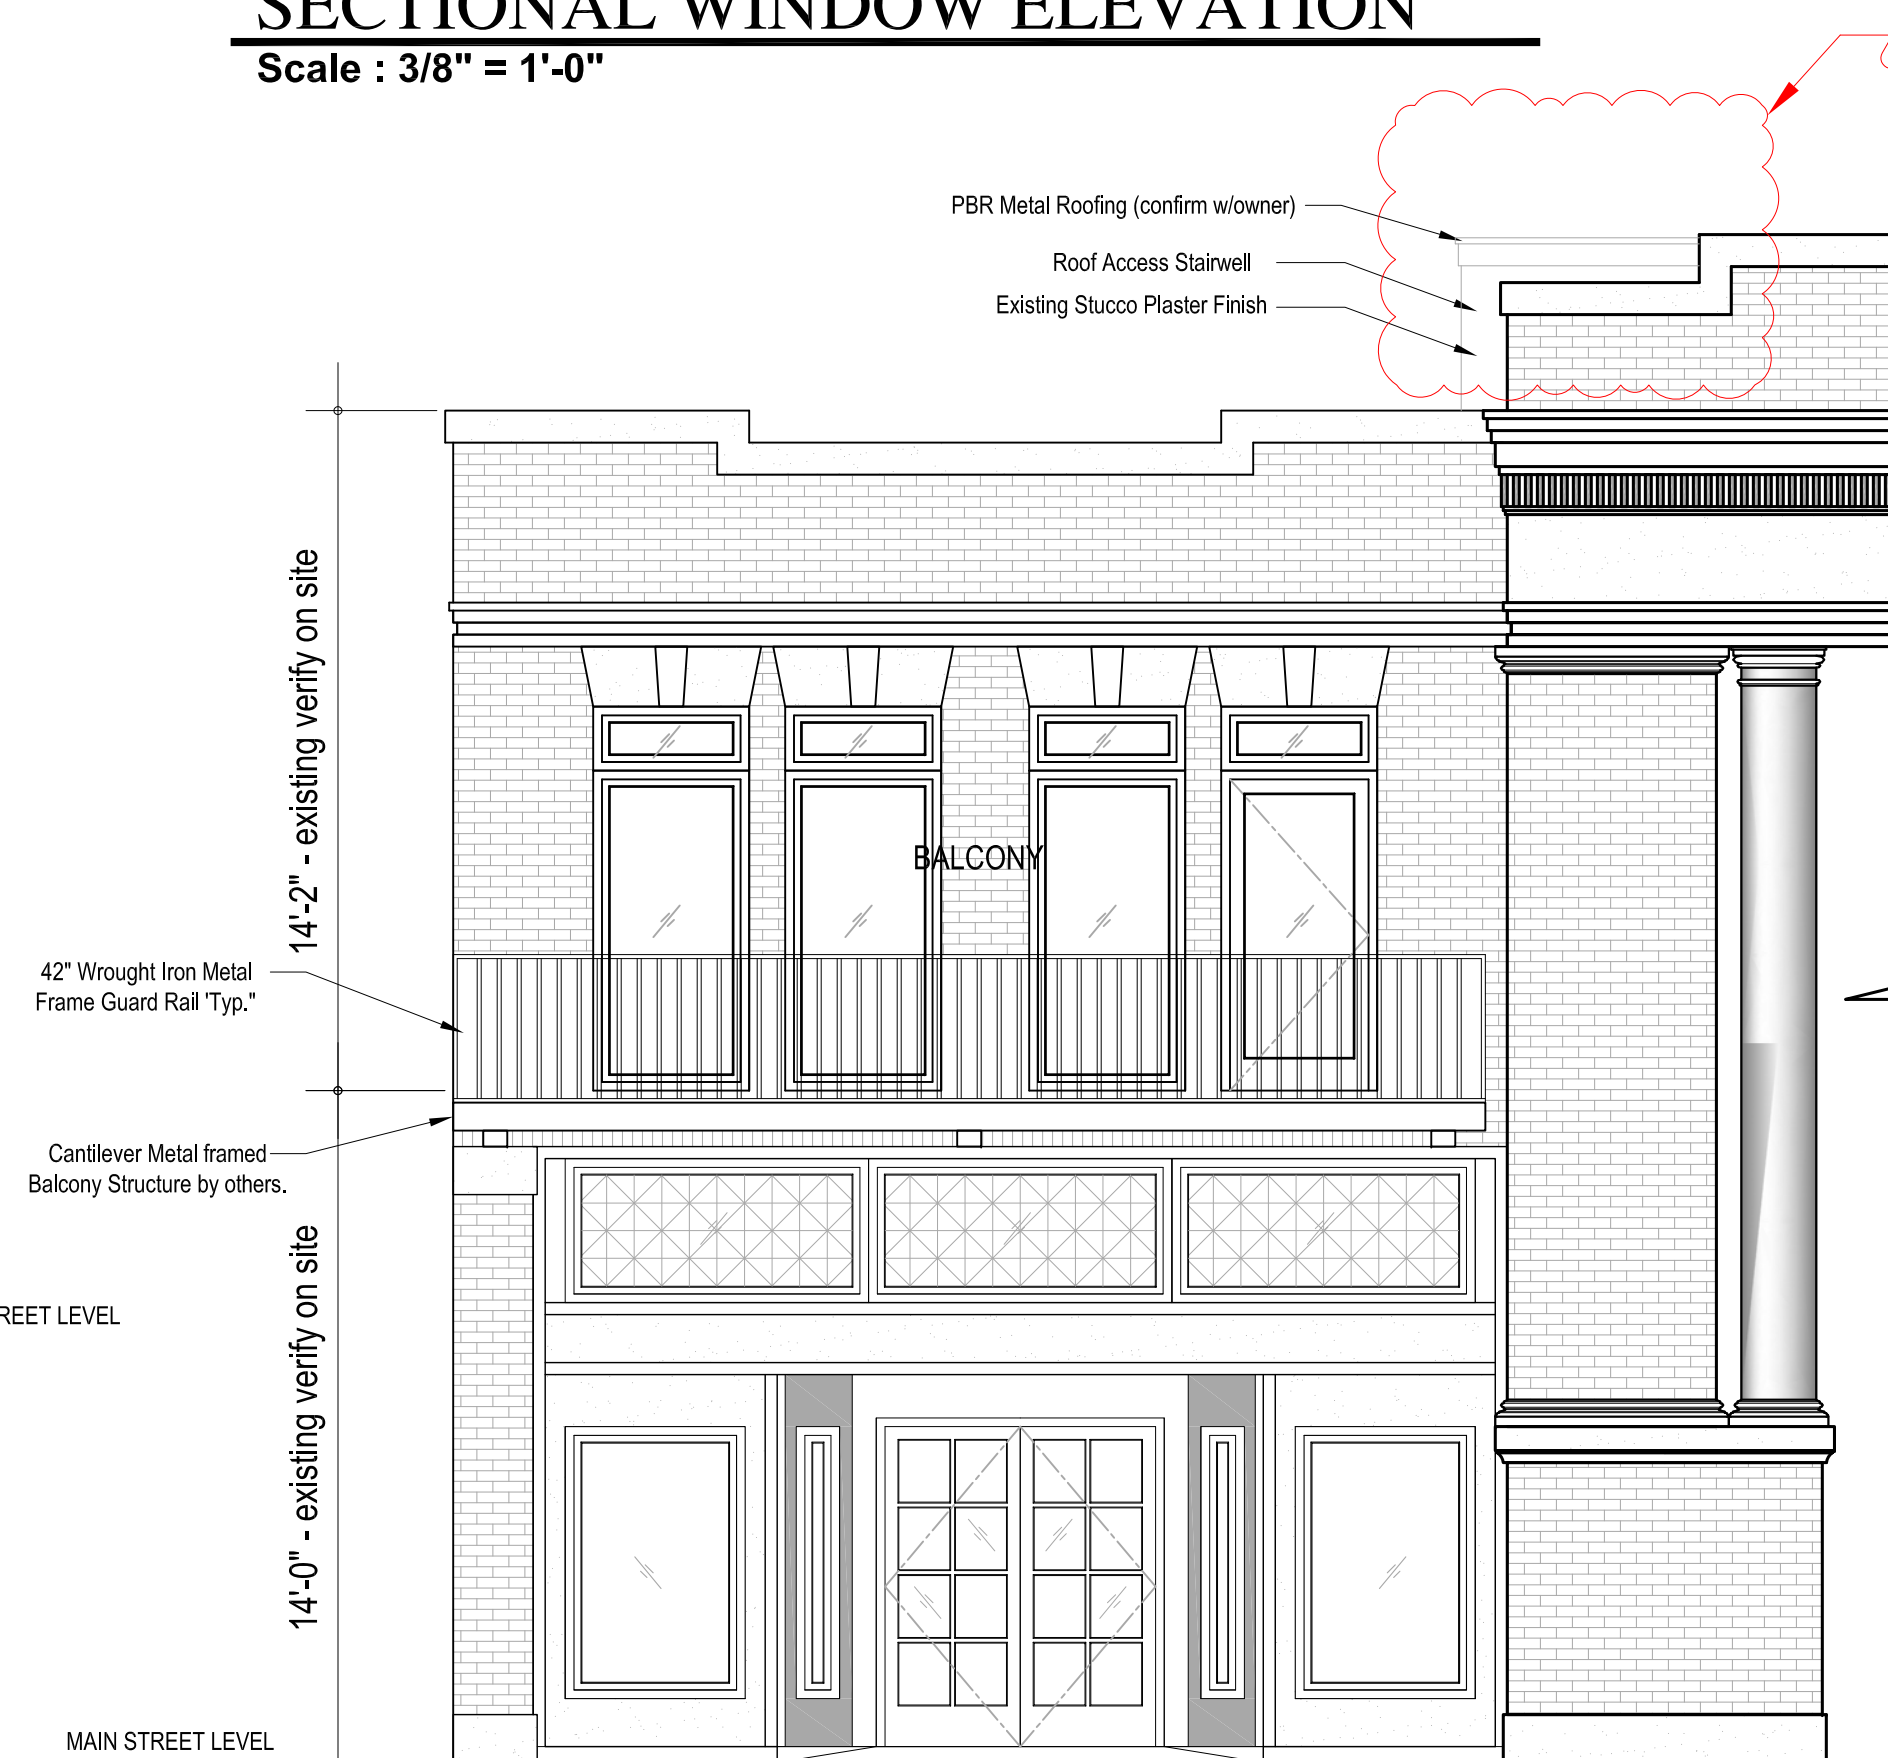 SECTIONAL WINDOW ELEVATION
Scale : 3/8" = 1'-0"
PBR Metal Roofing (confirm w/owner)
Roof Access Stairwell
Existing Stucco Plaster Finish
14'-2" - existing verify on site
BALCONY
42" Wrought Iron Metal
Frame Guard Rail 'Typ."
Cantilever Metal framed
Balcony Structure by others.
14'-0" - existing verify on site
REET LEVEL
MAIN STREET LEVEL